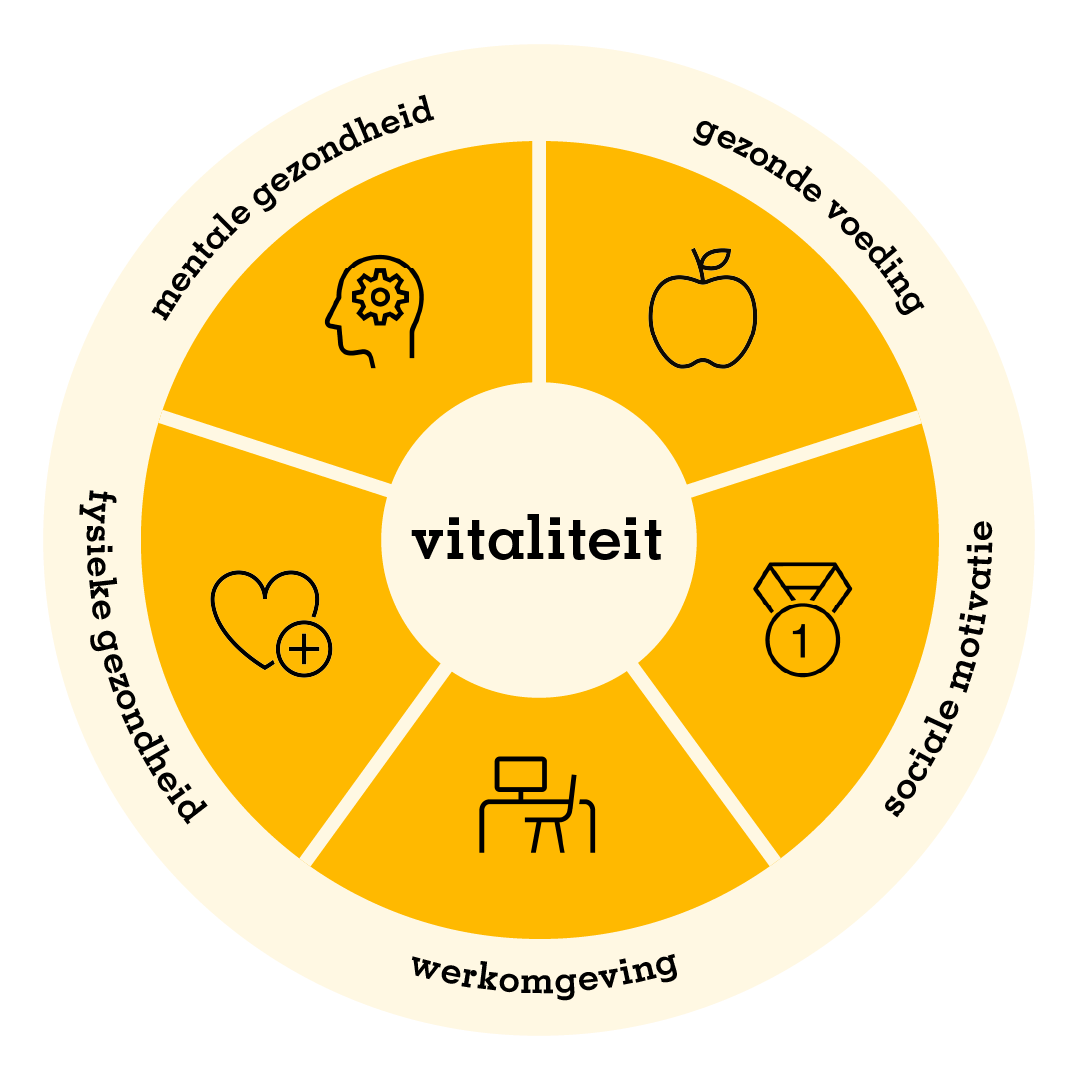 mentale gezondheid
gezonde voeding
vitaliteit
fysieke gezondheid
sociale motivatie
1
werkomgeving